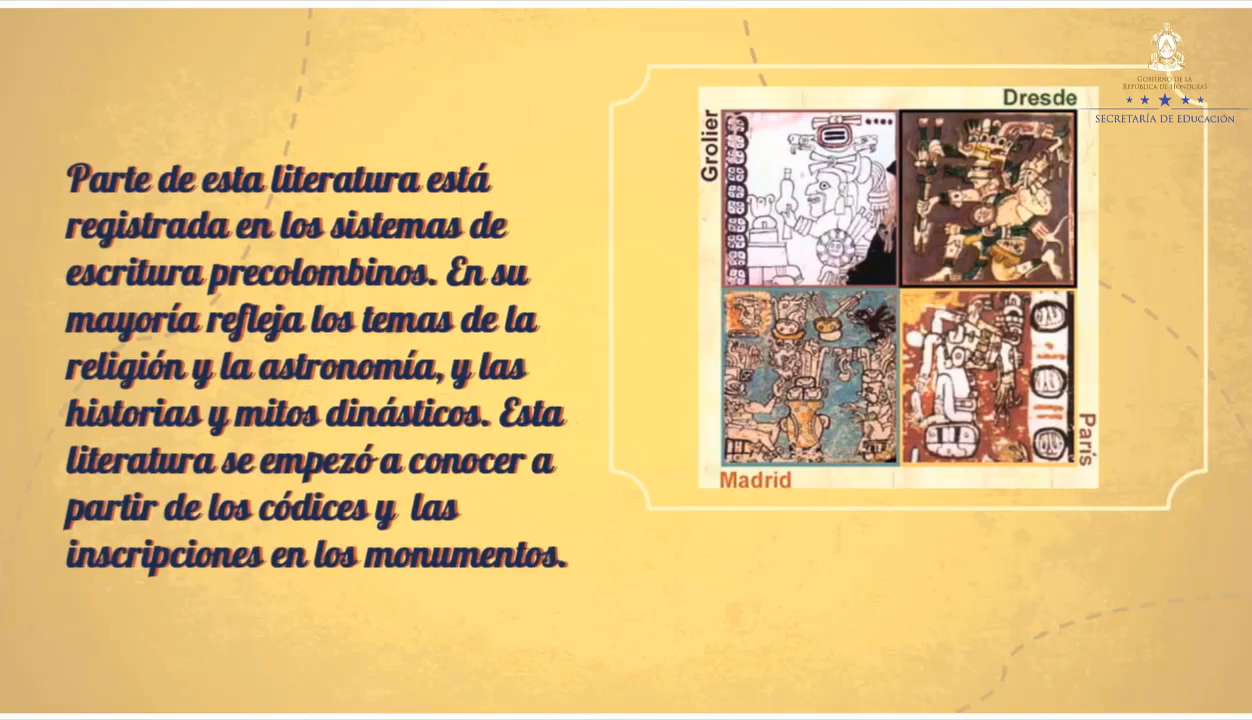 Parte de esta literatura está
registrada en los sistemas de
escritura precolombinos. En su
mayoría refleja los temas de la
religión y la astronomía, y las
historias y mitos dinásticos. Esta
literatura se empezó a conocer a
partir de los códices y las
inscripciones en los monumentos.
Grolier
Dresde
Madrid
París
GOBIERNO DE LA
REPÚBLICA DE HONDURAS
SECRETARÍA DE EDUCACIÓN